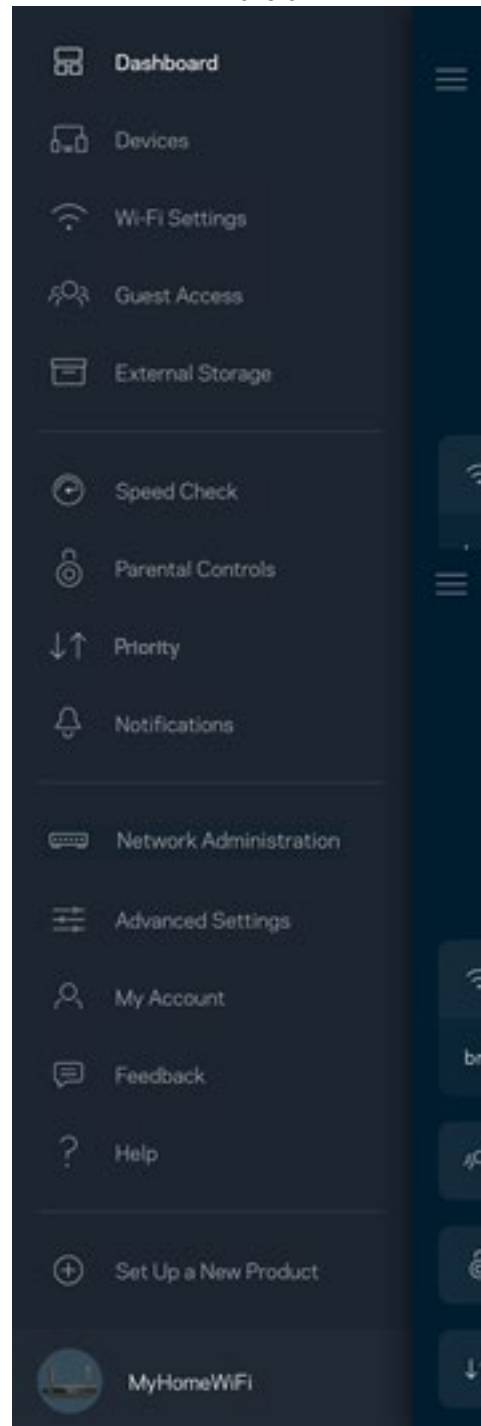 Dashboard
Devices
Wi-Fi Settings
Guest Access
External Storage
Speed Check
Parental Controls
Priority
Notifications
Network Administration
Advanced Settings
My Account
Feedback
Help
Set Up a New Product
MyHomeWiFi